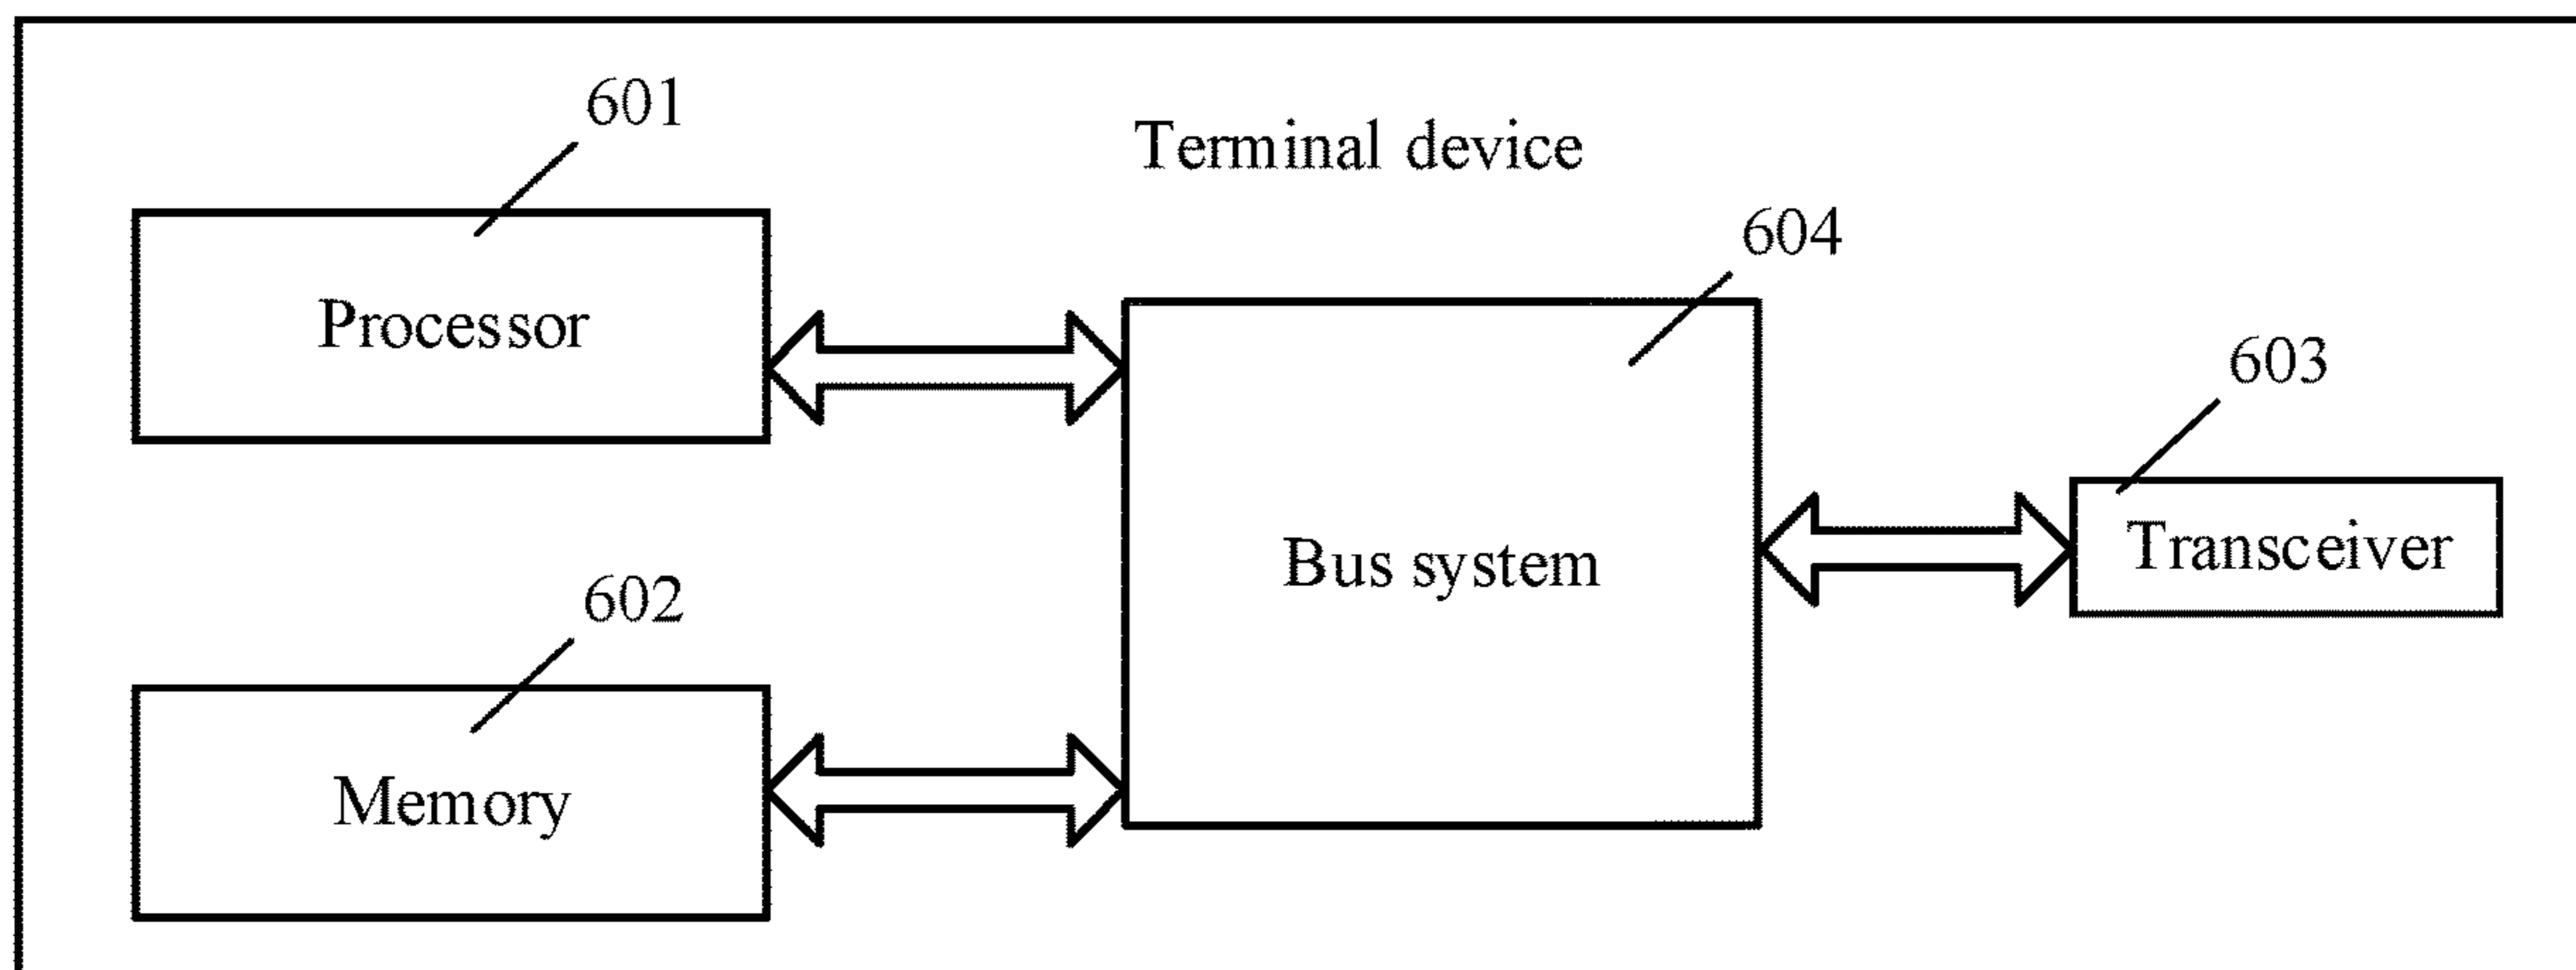 601
Terminal device
604
Processor
603
Transceiver
Bus system
602
Memory